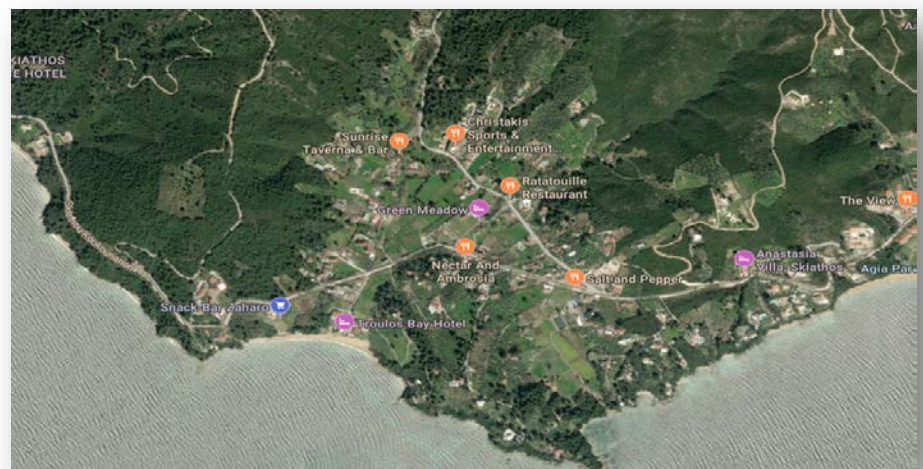 KIATHOS
E HOTEL
Sunrise
Taverna & Bar
Christakis
Sports &
Entertainment...
Ratatouille
Restaurant
Green Meadow
The View
Nectar And
Ambrosia
Salt and Pepper
Anastasia
Villa, Skiathos
Agia Par
Snack-Bar Zaharo
Troulos Bay Hotel